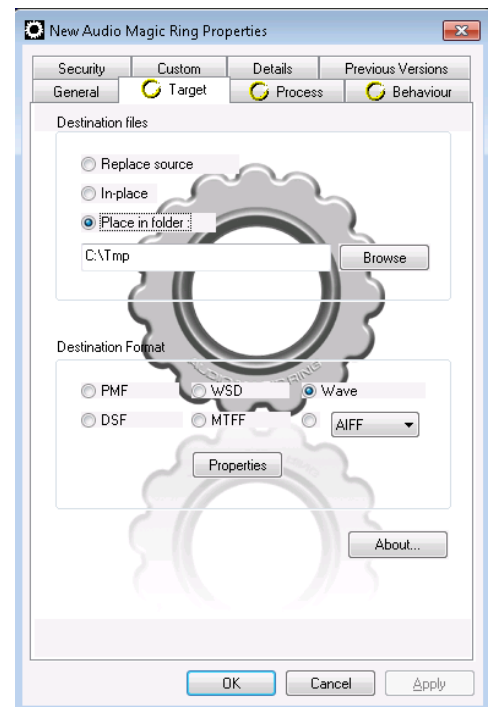 New Audio Magic Ring Properties
Security Custom Details Previous Versions
General Target Process Behaviour
Destination files
Replace source
In-place
Place in folder :
C:\Tmp Browse
Destination Format
PMF WSD Wave
DSF MTFF AIFF
Properties
About...
OK Cancel Apply